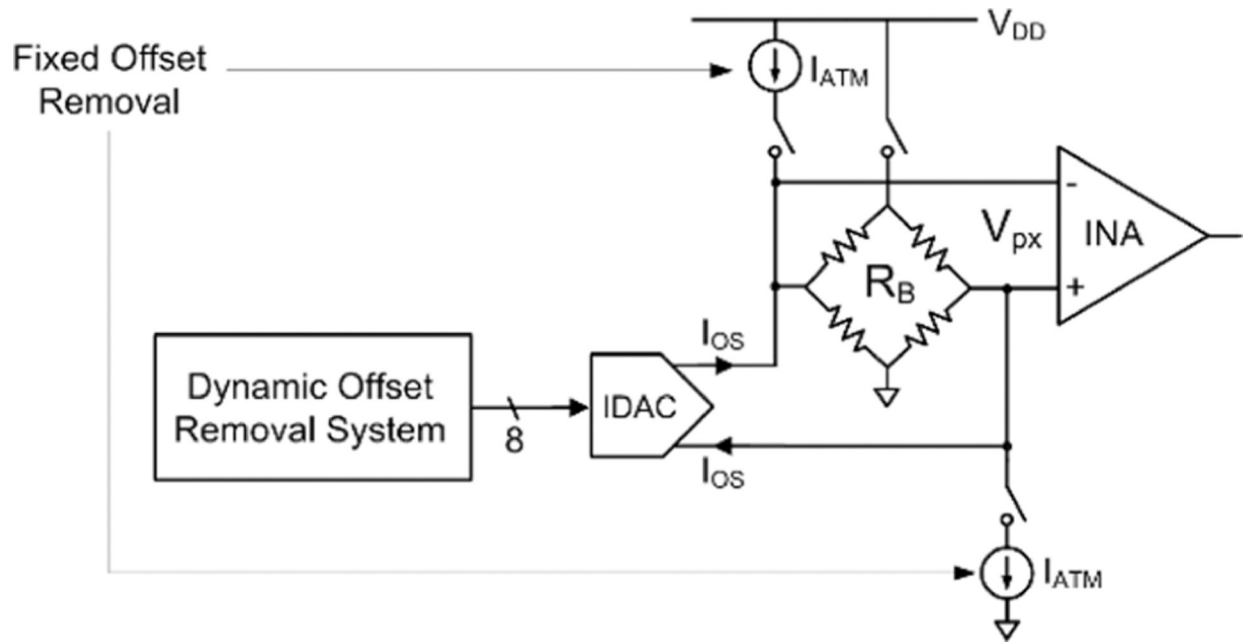 V_DD
Fixed Offset
Removal
I_ATM
-
V_px
INA
+
R_B
I_OS
Dynamic Offset
Removal System
8
IDAC
I_OS
I_ATM